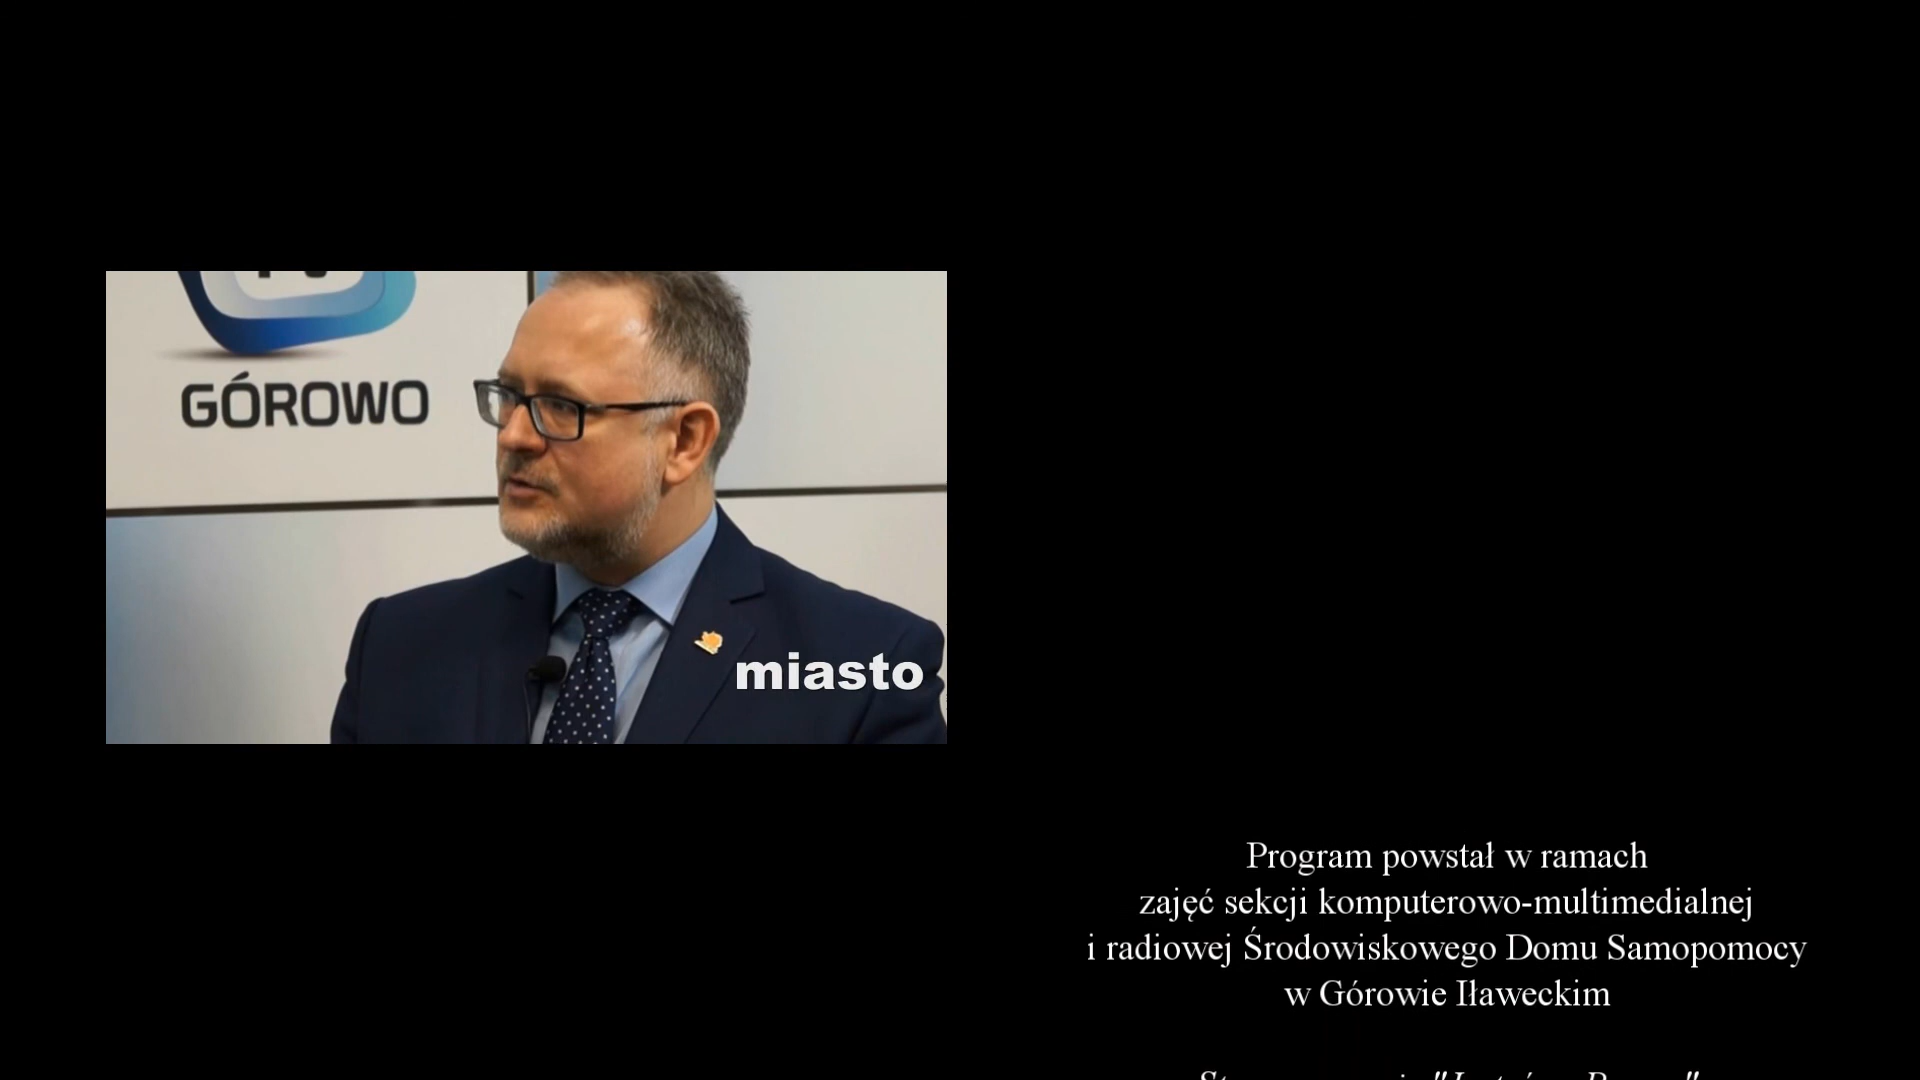 GÓROWO
miasto
Program powstał w ramach
zajęć sekcji komputerowo-multimedialnej
i radiowej Środowiskowego Domu Samopomocy
w Górowie Iławeckim